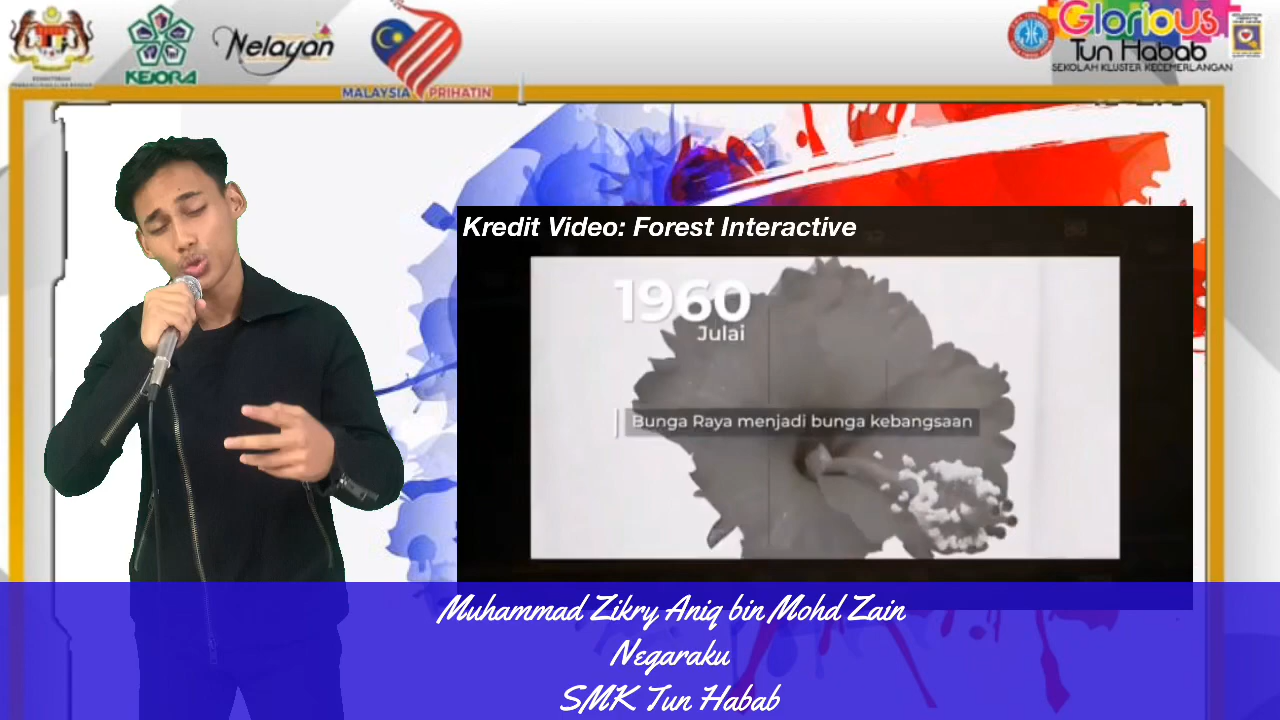 KEJORA
Nelayan
MALAYSIA PRIHATIN
Glorious
Tun Habab
SEKOLAH KLUSTER KECEMERLANGAN
Kredit Video: Forest Interactive
1960
Julai
Bunga Raya menjadi bunga kebangsaan
Muhammad Zikry Aniq bin Mohd Zain
Negaraku
SMK Tun Habab